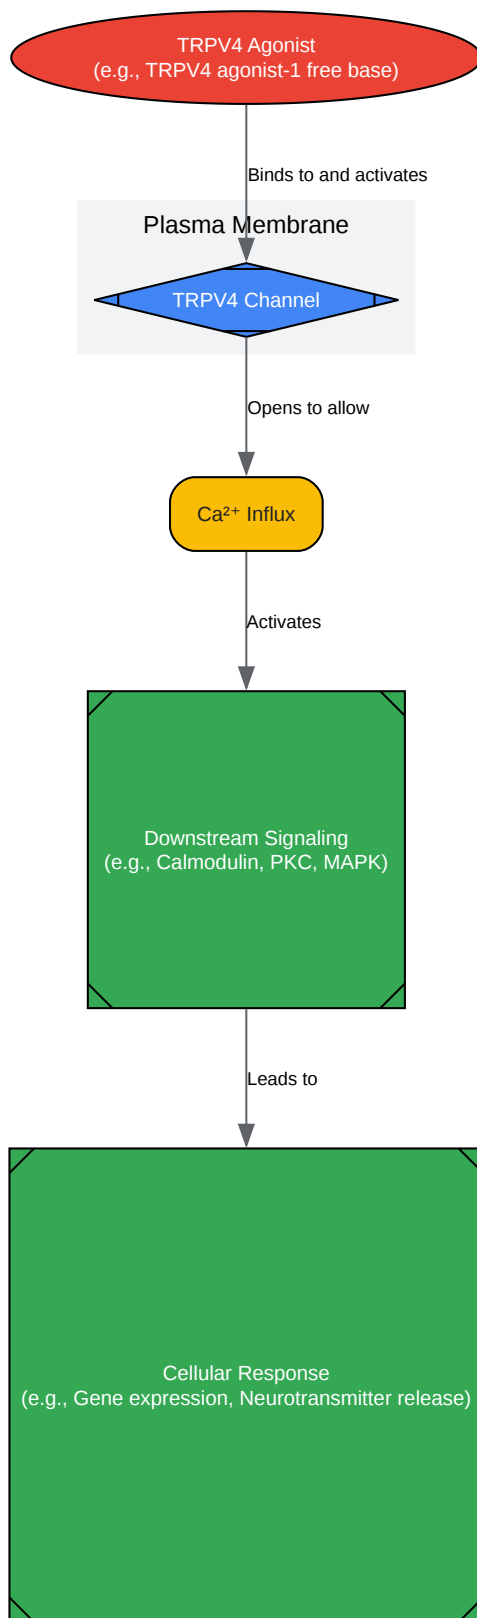 TRPV4 Agonist
(e.g., TRPV4 agonist-1 free base)
Binds to and activates
Plasma Membrane
TRPV4 Channel
Opens to allow
Ca²⁺ Influx
Activates
Downstream Signaling
(e.g., Calmodulin, PKC, MAPK)
Leads to
Cellular Response
(e.g., Gene expression, Neurotransmitter release)